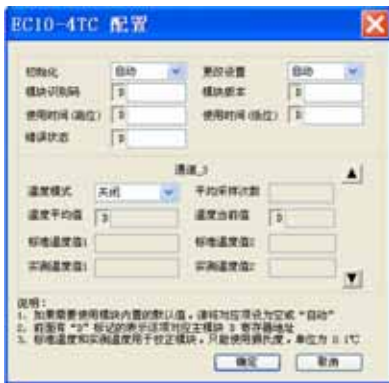 EC10-4TC 配置
初始化 自动 更改设置 自动
模块识别码 D 模块版本 D
使用时间(高位) D 使用时间(低位) D
错误状态 D
通道_3
温度模式 关闭 平均采样次数
温度平均值 D 温度当前值 D
标准温度值1 标准温度值2
实测温度值1 实测温度值2
说明:
1、如果需要使用模块内置的默认值,请将对应项设为空或“自动”
2、前面有“D”标记的表示该项对应主模块 D 寄存器地址
3、标准温度和实测温度用于校正模块,只能使用摄氏度,单位为 0.1℃
确定 取消